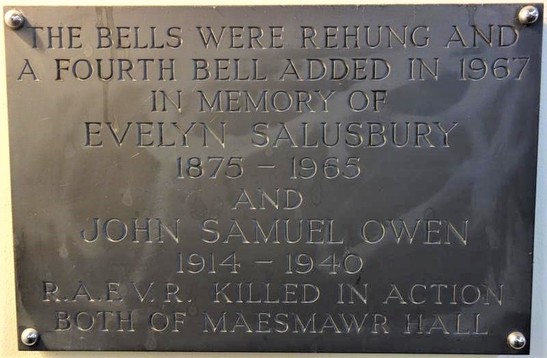 THE BELLS WERE REHUNG AND
A FOURTH BELL ADDED IN 1967
IN MEMORY OF
EVELYN SALUSBURY
1875 – 1965
AND
JOHN SAMUEL OWEN
1914 – 1940
R.A.F.V.R. KILLED IN ACTION
BOTH OF MAESMAWR HALL